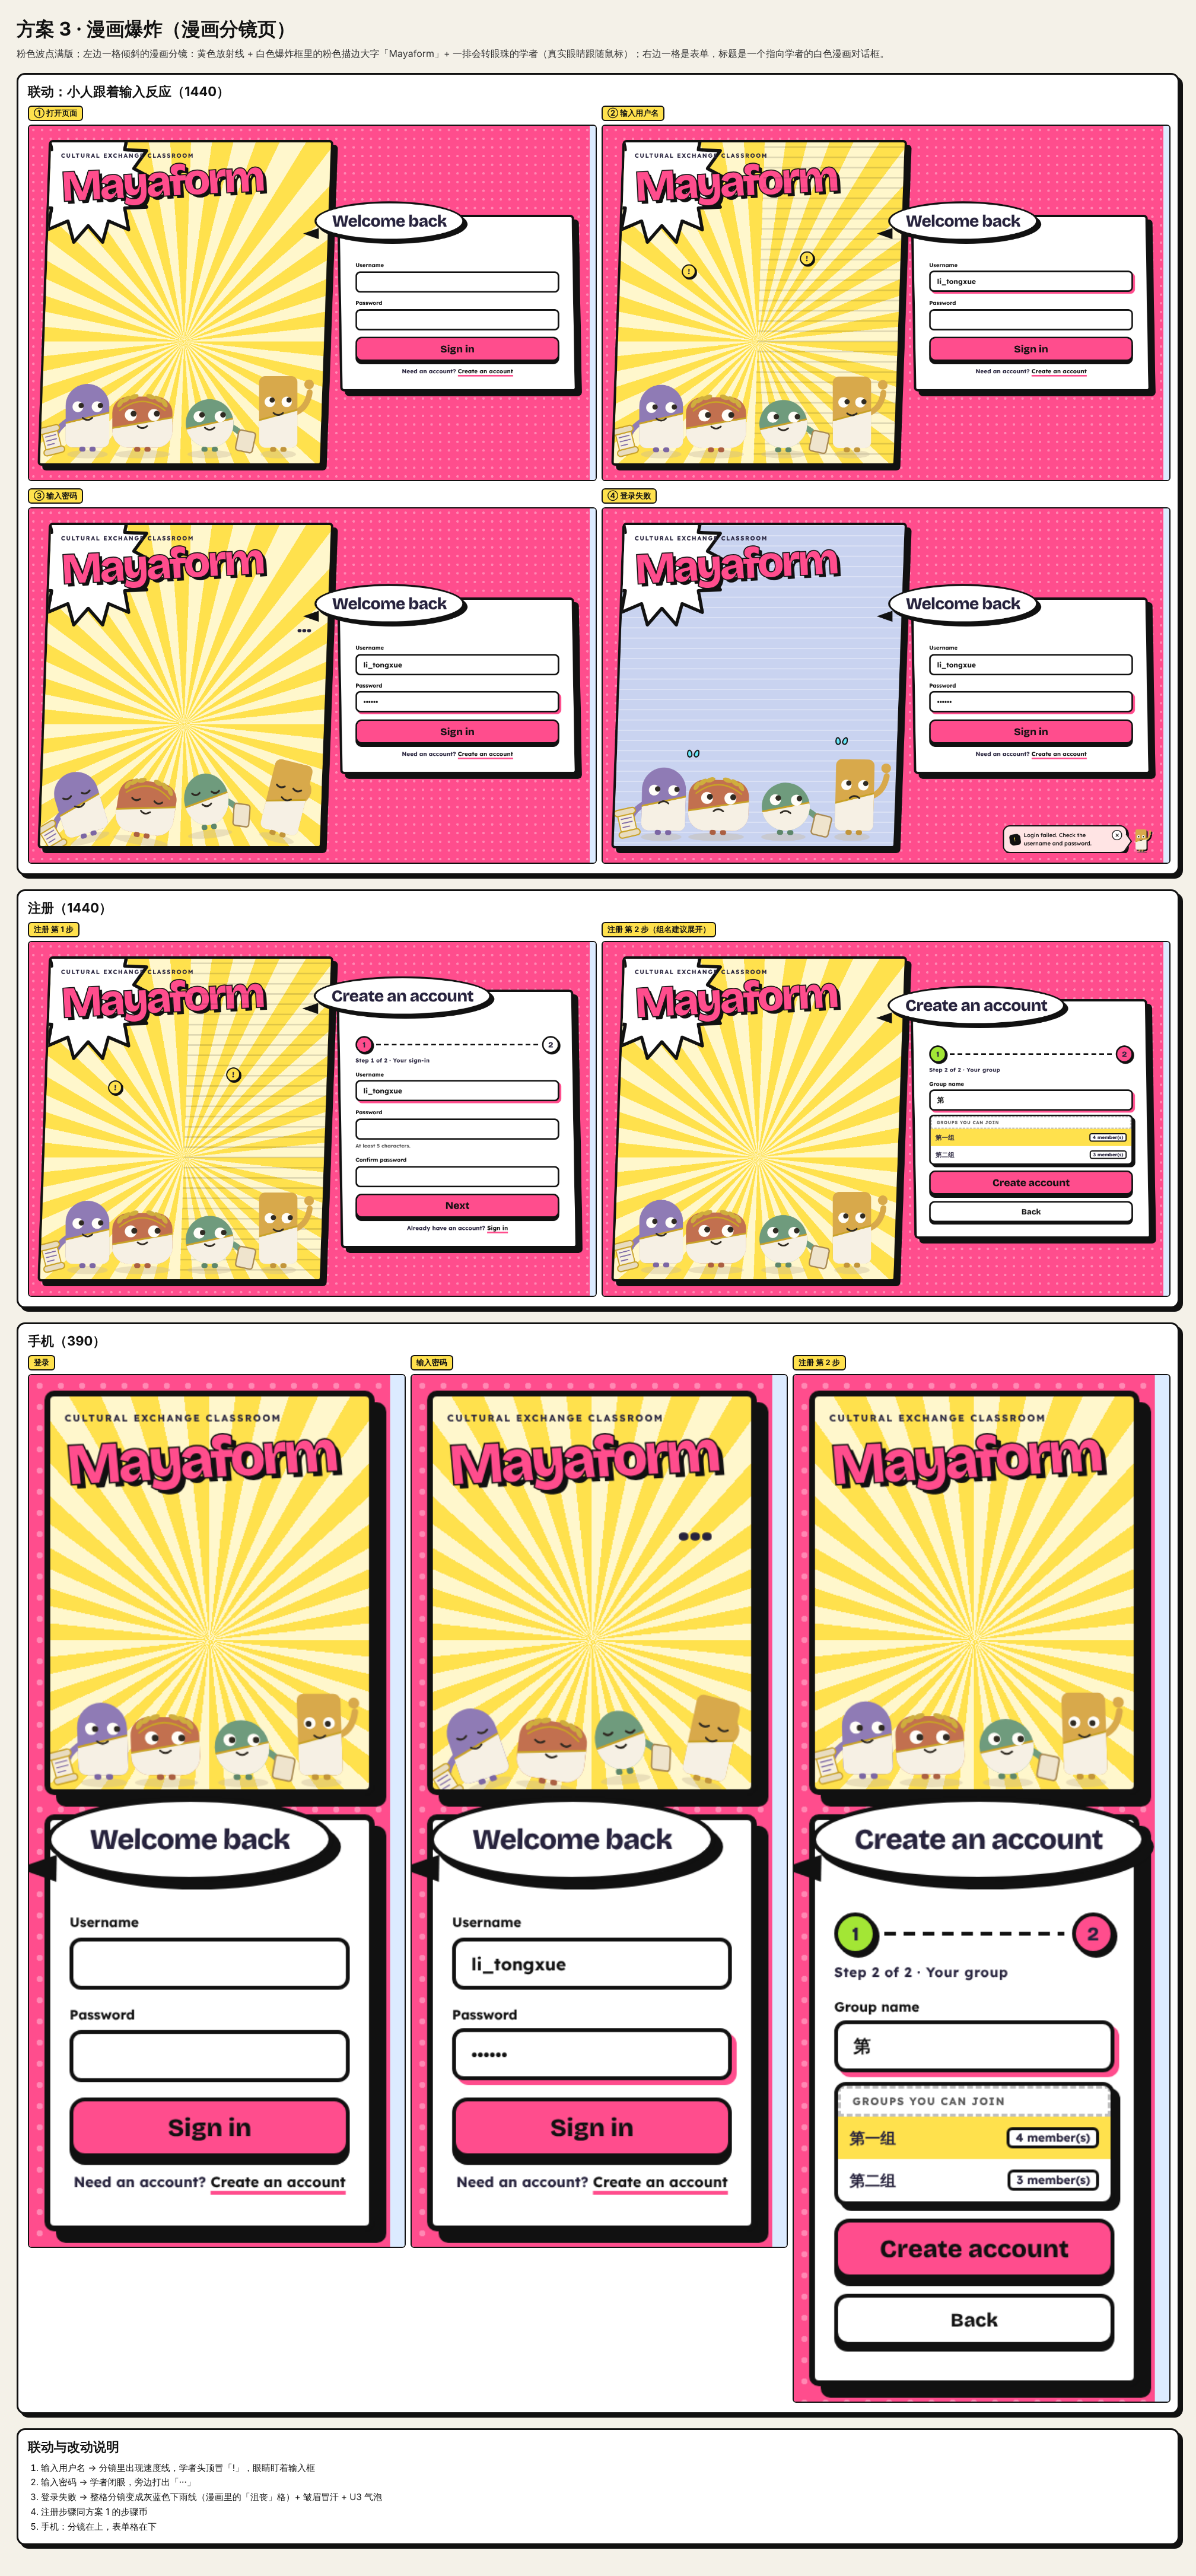 方案 3 · 漫画爆炸（漫画分镜页）
粉色波点满版；左边一格倾斜的漫画分镜：黄色放射线 + 白色爆炸框里的粉色描边大字「Mayaform」+ 一排会转眼珠的学者（真实眼睛跟随鼠标）；右边一格是表单，标题是一个指向学者的白色漫画对话框。
联动：小人跟着输入反应（1440）
① 打开页面
CULTURAL EXCHANGE CLASSROOM
Mayaform
Welcome back
Username
Password
Sign in
Need an account? Create an account
② 输入用户名
CULTURAL EXCHANGE CLASSROOM
Mayaform
!
!
Welcome back
Username
li_tongxue
Password
Sign in
Need an account? Create an account
③ 输入密码
CULTURAL EXCHANGE CLASSROOM
Mayaform
•••
Welcome back
Username
li_tongxue
Password
••••••
Sign in
Need an account? Create an account
④ 登录失败
CULTURAL EXCHANGE CLASSROOM
Mayaform
Welcome back
Username
li_tongxue
Password
••••••
Sign in
Need an account? Create an account
Login failed. Check the
username and password.
注册（1440）
注册 第 1 步
CULTURAL EXCHANGE CLASSROOM
Mayaform
!
!
Create an account
1
2
Step 1 of 2 · Your sign-in
Username
li_tongxue
Password
At least 5 characters.
Confirm password
Next
Already have an account? Sign in
注册 第 2 步（组名建议展开）
CULTURAL EXCHANGE CLASSROOM
Mayaform
Create an account
1
2
Step 2 of 2 · Your group
Group name
第
GROUPS YOU CAN JOIN
第一组 4 member(s)
第二组 3 member(s)
Create account
Back
手机（390）
登录
CULTURAL EXCHANGE CLASSROOM
Mayaform
Welcome back
Username
Password
Sign in
Need an account? Create an account
输入密码
CULTURAL EXCHANGE CLASSROOM
Mayaform
•••
Welcome back
Username
li_tongxue
Password
••••••
Sign in
Need an account? Create an account
注册 第 2 步
CULTURAL EXCHANGE CLASSROOM
Mayaform
Create an account
1
2
Step 2 of 2 · Your group
Group name
第
GROUPS YOU CAN JOIN
第一组 4 member(s)
第二组 3 member(s)
Create account
Back
联动与改动说明
1. 输入用户名 → 分镜里出现速度线，学者头顶冒「!」，眼睛盯着输入框
2. 输入密码 → 学者闭眼，旁边打出「···」
3. 登录失败 → 整格分镜变成灰蓝色下雨线（漫画里的「沮丧」格）+ 皱眉冒汗 + U3 气泡
4. 注册步骤同方案 1 的步骤币
5. 手机：分镜在上，表单格在下